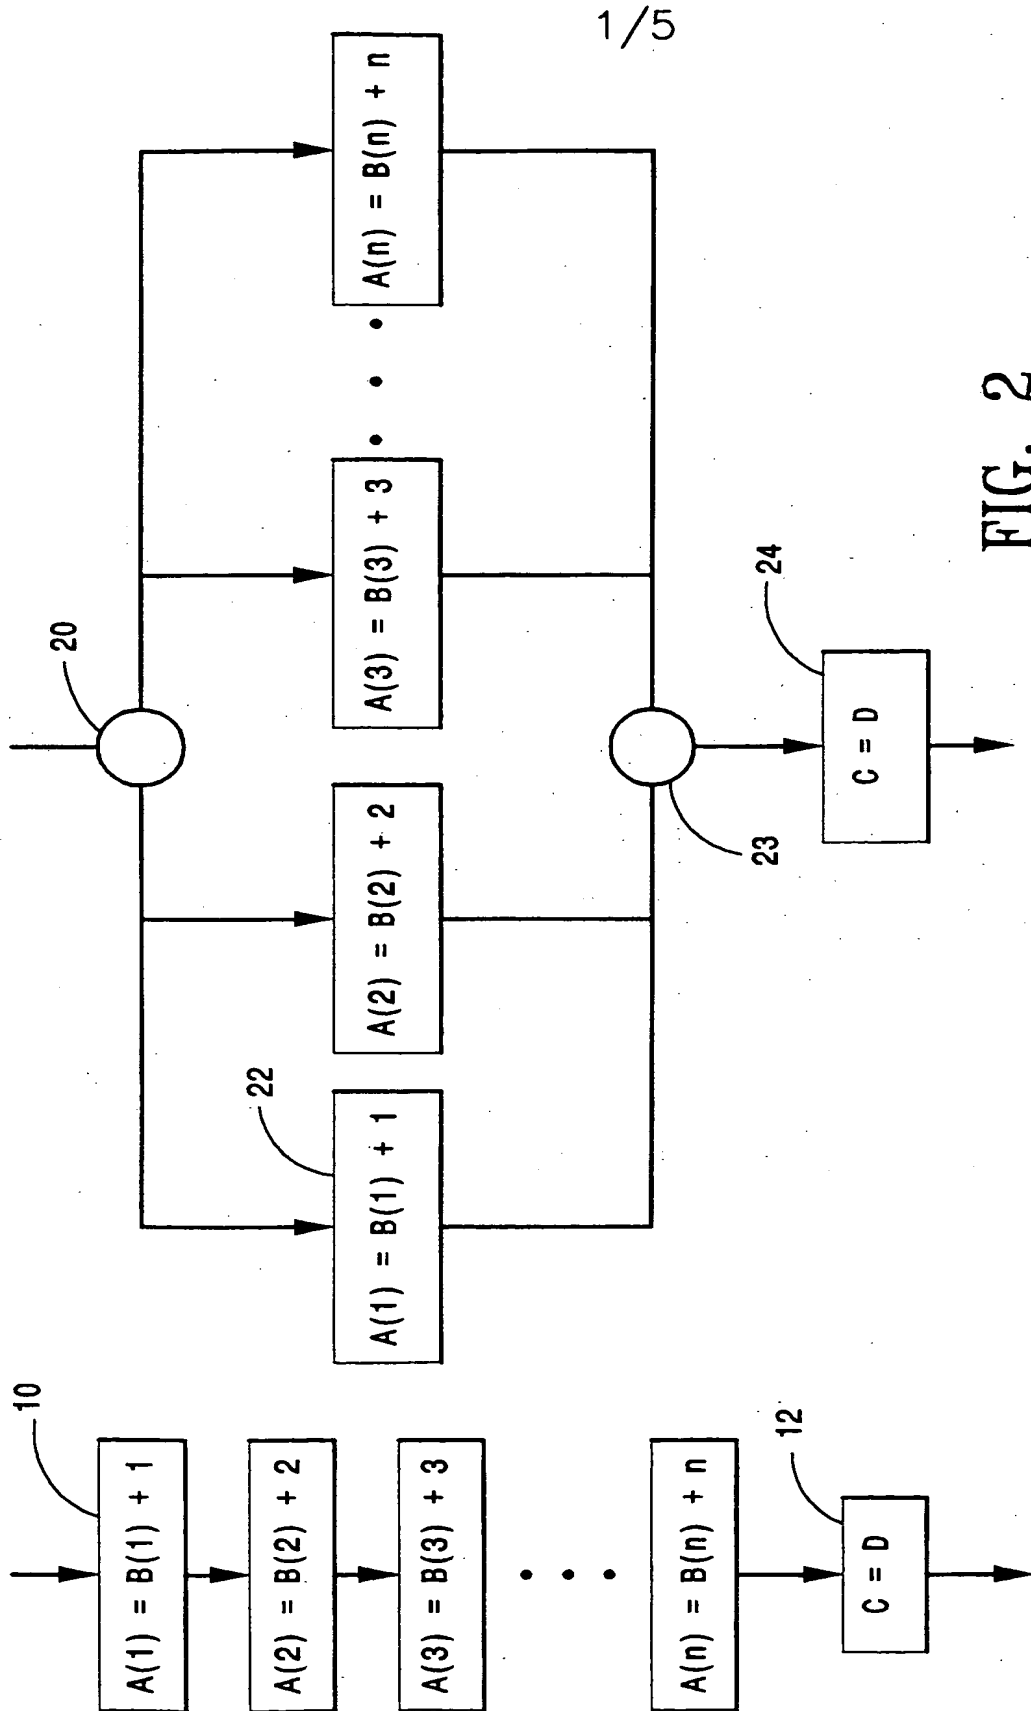 1/5
10
A(1) = B(1) + 1
A(2) = B(2) + 2
A(3) = B(3) + 3
A(n) = B(n) + n
12
C = D
20
22
A(1) = B(1) + 1
A(2) = B(2) + 2
A(3) = B(3) + 3
A(n) = B(n) + n
23
24
C = D
FIG. 2